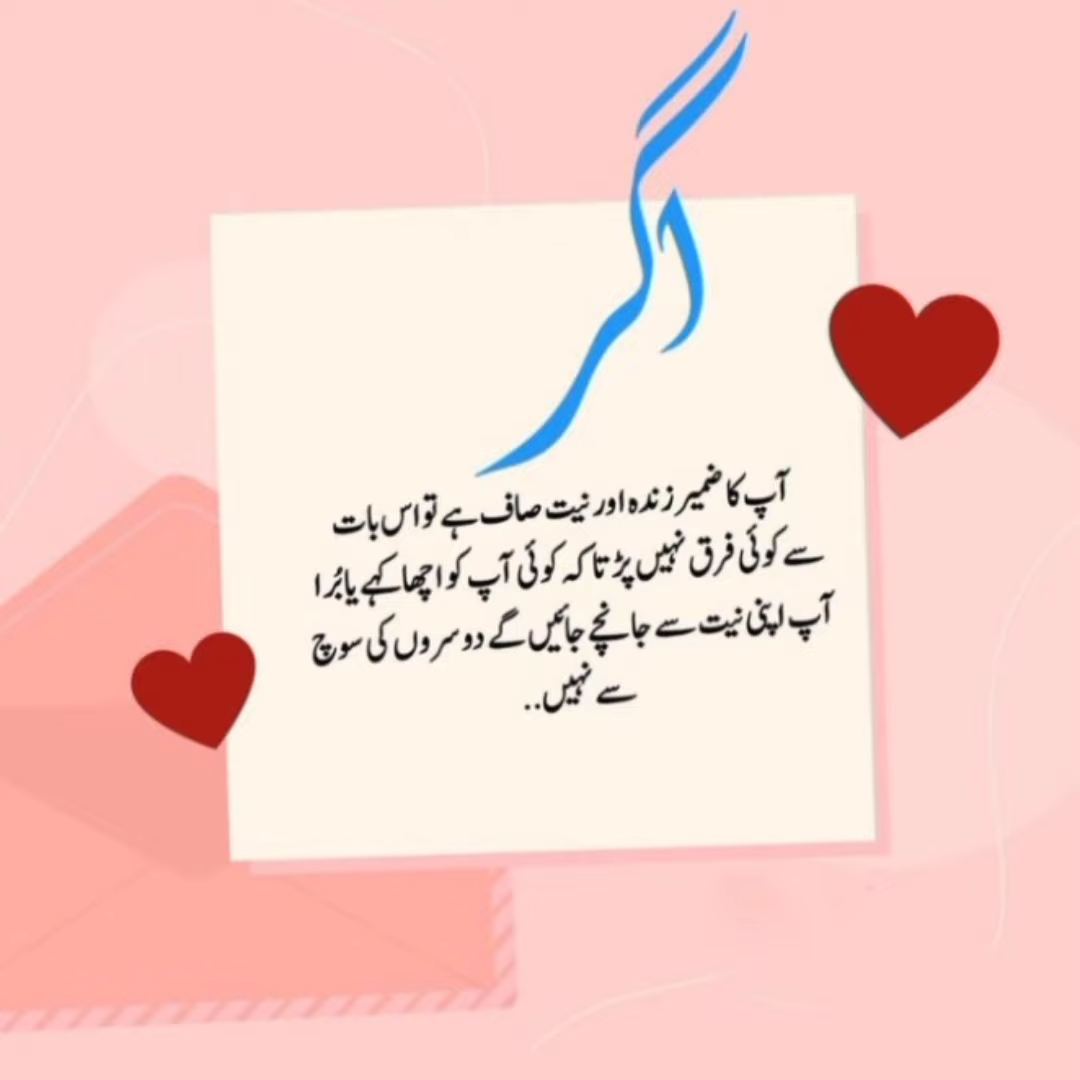 اگر
آپ کا ضمیر زندہ اور نیت صاف ہے تو اس بات
سے کوئی فرق نہیں پڑتا کہ کوئی آپ کو اچھا کہے یا بُرا
آپ اپنی نیت سے جانچے جائیں گے دوسروں کی سوچ
سے نہیں..